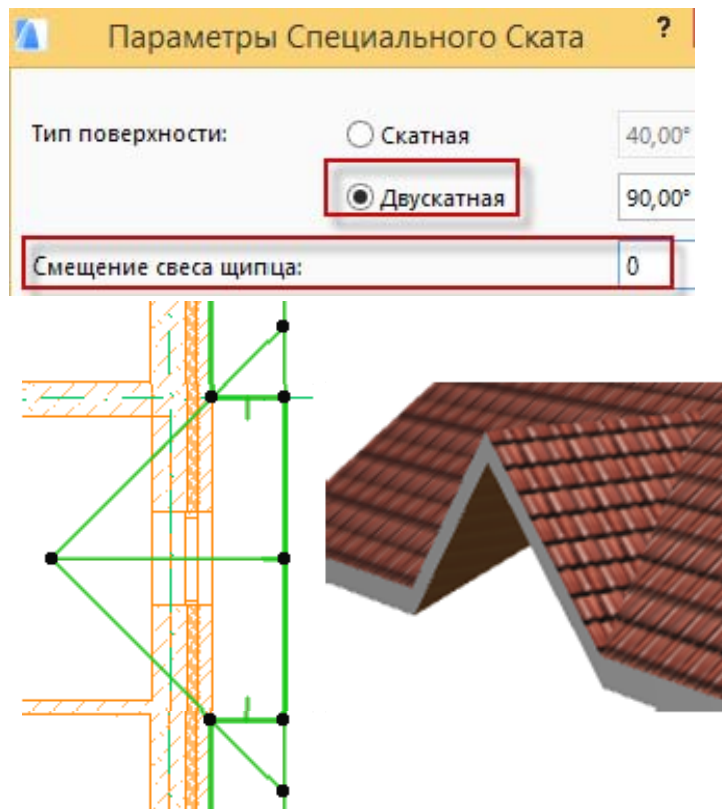 Параметры Специального Ската ?
Тип поверхности: Скатная 40,00°
Двускатная 90,00°
Смещение свеса щипца: 0